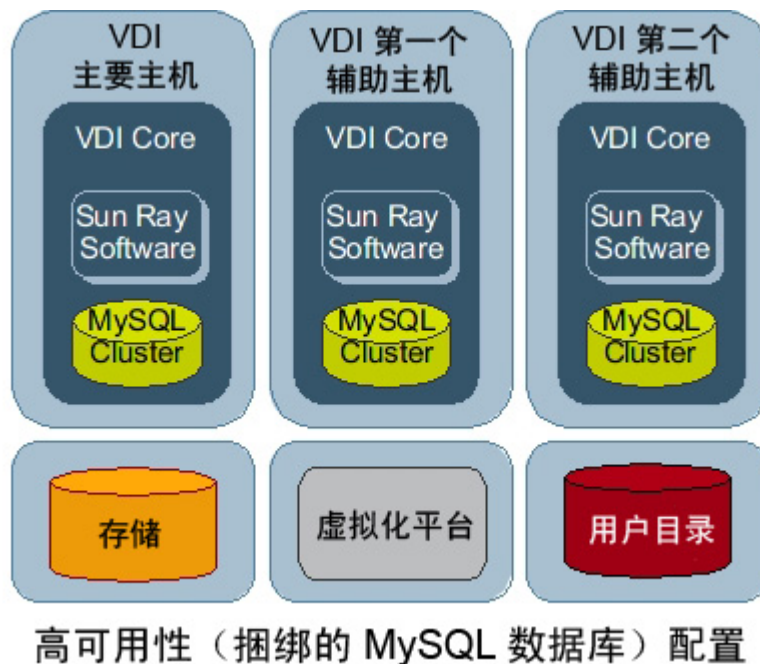 VDI
主要主机
VDI Core
Sun Ray
Software
MySQL
Cluster
VDI 第一个
辅助主机
VDI Core
Sun Ray
Software
MySQL
Cluster
VDI 第二个
辅助主机
VDI Core
Sun Ray
Software
MySQL
Cluster
存储
虚拟化平台
用户目录
高可用性（捆绑的 MySQL 数据库）配置